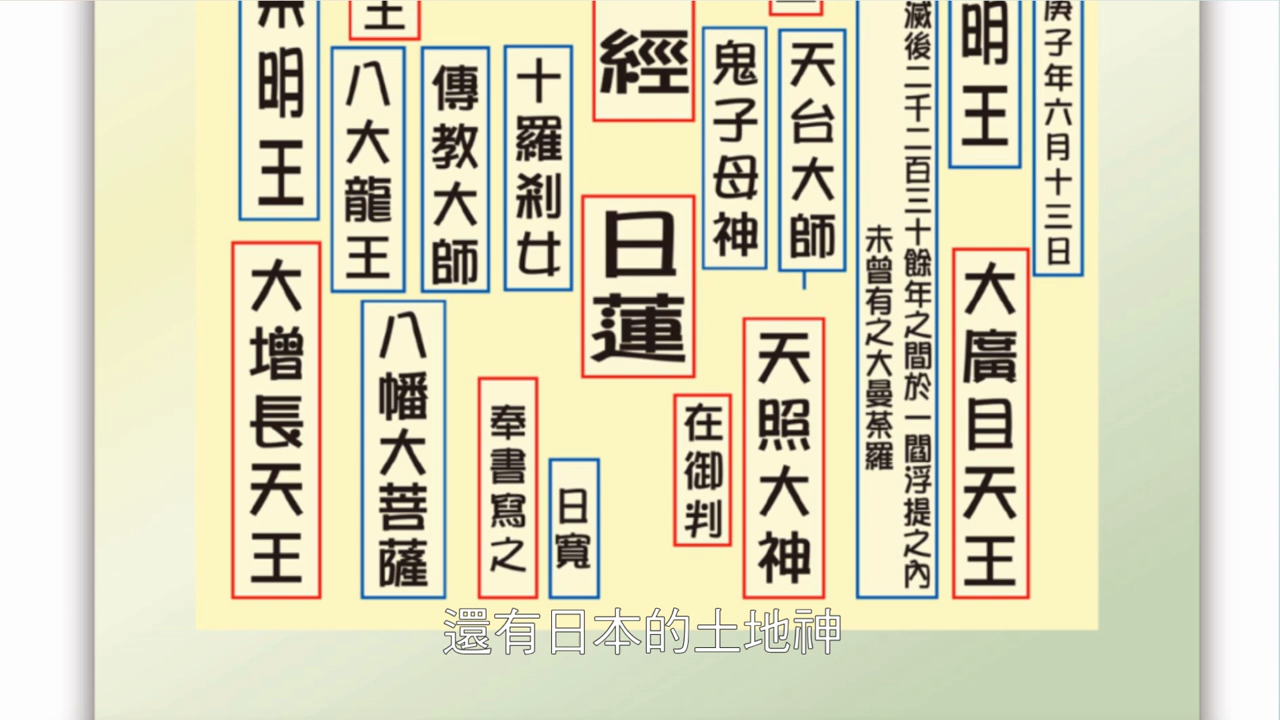 庚子年六月十三日
明王
大廣目天王
滅後二千二百三十餘年之間於一閻浮提之內
未曾有之大曼荼羅
天台大師
天照大神
鬼子母神
在御判
經
日蓮
十羅剎女
日寬
傳教大師
奉書寫之
王
八大龍王
八幡大菩薩
明王
大增長天王
還有日本的土地神